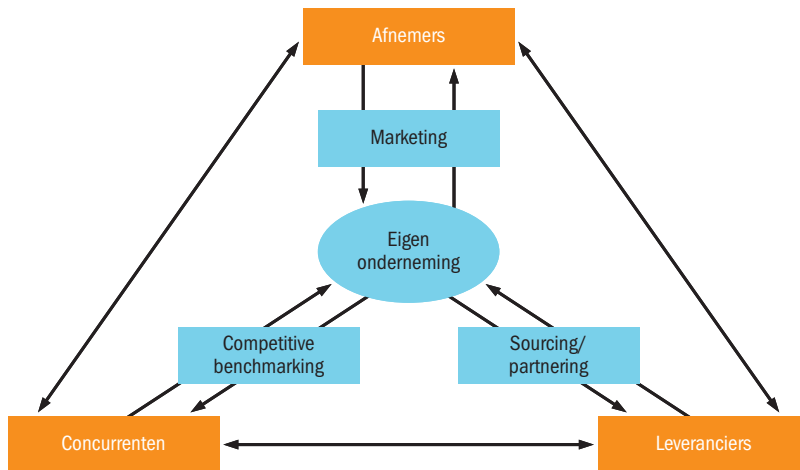 Afnemers
Marketing
Eigen
onderneming
Competitive
benchmarking
Sourcing/
partnering
Concurrenten
Leveranciers